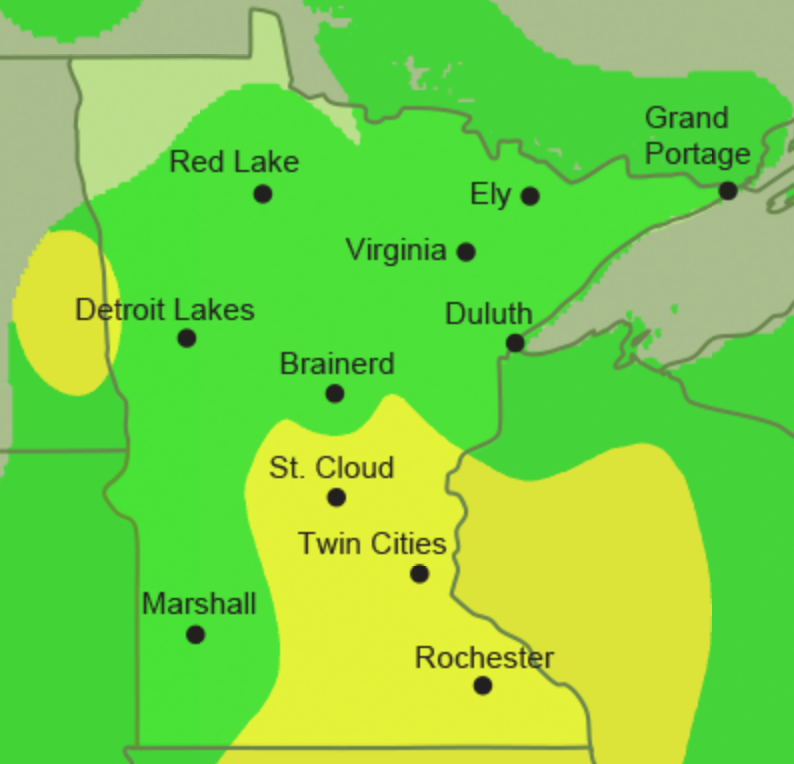 Grand
Portage
Red Lake
Ely
Virginia
Detroit Lakes
Duluth
Brainerd
St. Cloud
Twin Cities
Marshall
Rochester